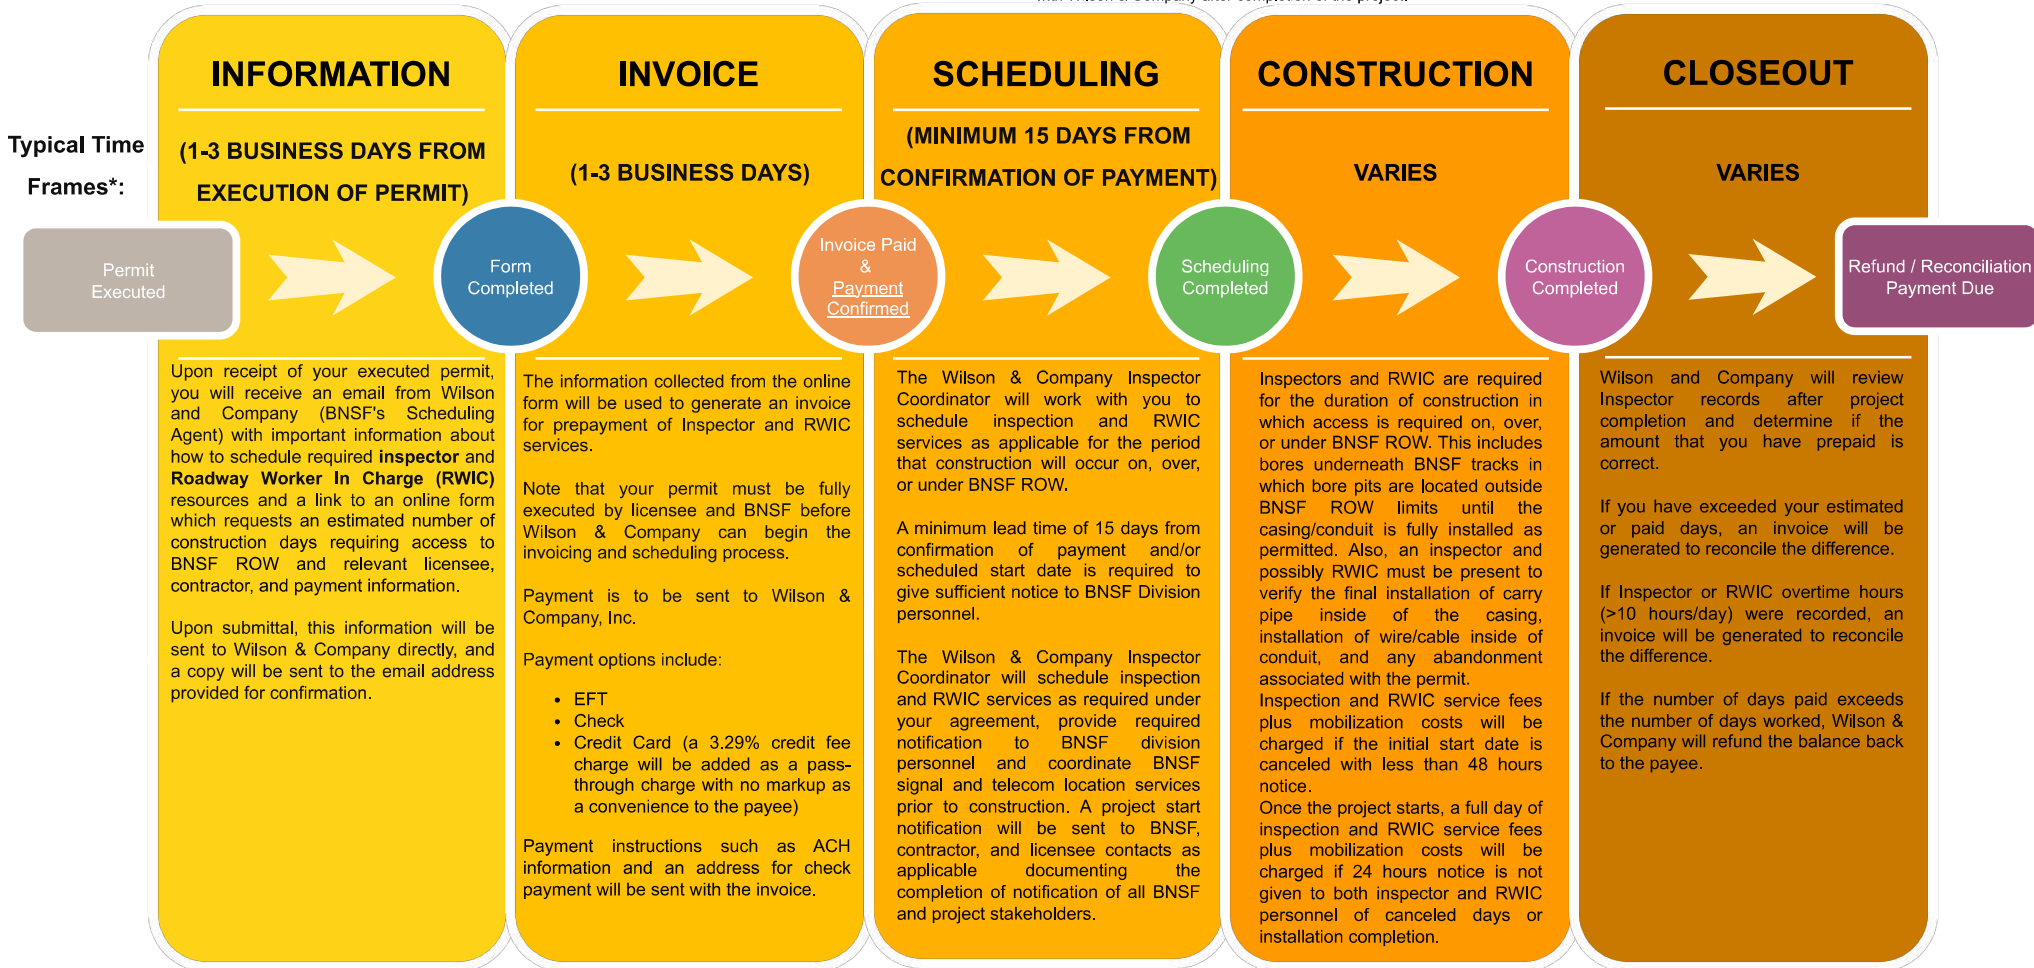 with Wilson & Company after completion of the project.
INFORMATION
INVOICE
SCHEDULING
CONSTRUCTION
CLOSEOUT
Typical Time
Frames*:
(1-3 BUSINESS DAYS FROM
EXECUTION OF PERMIT)
(1-3 BUSINESS DAYS)
(MINIMUM 15 DAYS FROM
CONFIRMATION OF PAYMENT)
VARIES
VARIES
Permit
Executed
Form
Completed
Invoice Paid
&
Payment
Confirmed
Scheduling
Completed
Construction
Completed
Refund / Reconciliation
Payment Due
Upon receipt of your executed permit,
you will receive an email from Wilson
and Company (BNSF's Scheduling
Agent) with important information about
how to schedule required inspector and
Roadway Worker In Charge (RWIC)
resources and a link to an online form
which requests an estimated number of
construction days requiring access to
BNSF ROW and relevant licensee,
contractor, and payment information.
Upon submittal, this information will be
sent to Wilson & Company directly, and
a copy will be sent to the email address
provided for confirmation.
The information collected from the online
form will be used to generate an invoice
for prepayment of Inspector and RWIC
services.
Note that your permit must be fully
executed by licensee and BNSF before
Wilson & Company can begin the
invoicing and scheduling process.
Payment is to be sent to Wilson &
Company, Inc.
Payment options include:
• EFT
• Check
• Credit Card (a 3.29% credit fee
charge will be added as a pass-
through charge with no markup as
a convenience to the payee)
Payment instructions such as ACH
information and an address for check
payment will be sent with the invoice.
The Wilson & Company Inspector
Coordinator will work with you to
schedule inspection and RWIC
services as applicable for the period
that construction will occur on, over,
or under BNSF ROW.
A minimum lead time of 15 days from
confirmation of payment and/or
scheduled start date is required to
give sufficient notice to BNSF Division
personnel.
The Wilson & Company Inspector
Coordinator will schedule inspection
and RWIC services as required under
your agreement, provide required
notification to BNSF division
personnel and coordinate BNSF
signal and telecom location services
prior to construction. A project start
notification will be sent to BNSF,
contractor, and licensee contacts as
applicable documenting the
completion of notification of all BNSF
and project stakeholders.
Inspectors and RWIC are required
for the duration of construction in
which access is required on, over,
or under BNSF ROW. This includes
bores underneath BNSF tracks in
which bore pits are located outside
BNSF ROW limits until the
casing/conduit is fully installed as
permitted. Also, an inspector and
possibly RWIC must be present to
verify the final installation of carry
pipe inside of the casing,
installation of wire/cable inside of
conduit, and any abandonment
associated with the permit.
Inspection and RWIC service fees
plus mobilization costs will be
charged if the initial start date is
canceled with less than 48 hours
notice.
Once the project starts, a full day of
inspection and RWIC service fees
plus mobilization costs will be
charged if 24 hours notice is not
given to both inspector and RWIC
personnel of canceled days or
installation completion.
Wilson and Company will review
Inspector records after project
completion and determine if the
amount that you have prepaid is
correct.
If you have exceeded your estimated
or paid days, an invoice will be
generated to reconcile the difference.
If Inspector or RWIC overtime hours
(>10 hours/day) were recorded, an
invoice will be generated to reconcile
the difference.
If the number of days paid exceeds
the number of days worked, Wilson &
Company will refund the balance back
to the payee.